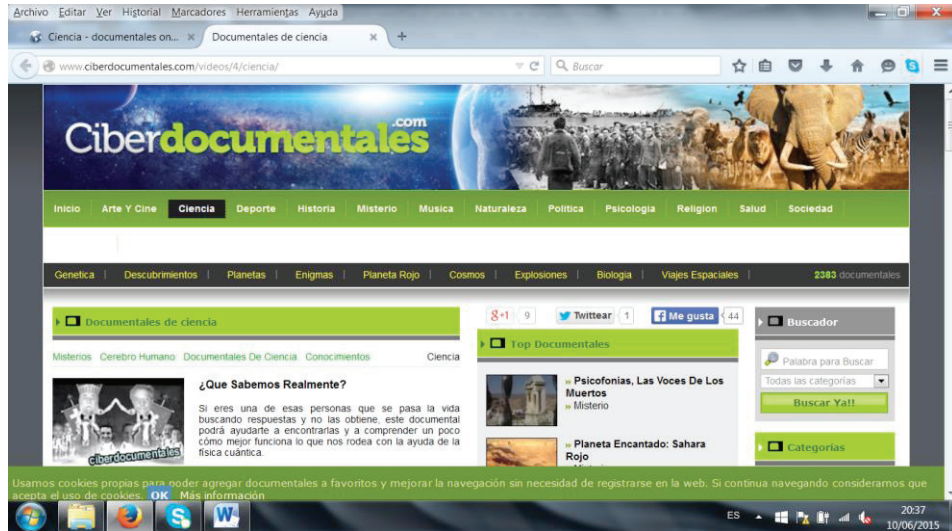 Archivo Editar Ver Historial Marcadores Herramientas Ayuda
Ciencia - documentales on... × Documentales de ciencia × +
www.ciberdocumentales.com/videos/4/ciencia/ Buscar
Ciberdocumentales.com
Inicio Arte Y Cine Ciencia Deporte Historia Misterio Musica Naturaleza Politica Psicologia Religion Salud Sociedad
Genetica | Descubrimientos | Planetas | Enigmas | Planeta Rojo | Cosmos | Explosiones | Biologia | Viajes Espaciales | 2383 documentales
Documentales de ciencia
Misterios Cerebro Humano Documentales De Ciencia Conocimientos Ciencia
¿Que Sabemos Realmente?
Si eres una de esas personas que se pasa la vida
buscando respuestas y no las obtiene, este documental
podrá ayudarte a encontrarlas y a comprender un poco
cómo mejor funciona lo que nos rodea con la ayuda de la
física cuántica.
ciberdocumentales
g+1 9 Twittear 1 Me gusta 44
Top Documentales
» Psicofonias, Las Voces De Los
Muertos
» Misterio
» Planeta Encantado: Sahara
Rojo
Buscador
Palabra para Buscar
Todas las categorías
Buscar Ya!!
Categorias
Usamos cookies propias para poder agregar documentales a favoritos y mejorar la navegación sin necesidad de registrarse en la web. Si continua navegando consideramos que
acepta el uso de cookies. OK Más información
ES 20:37
10/06/2015